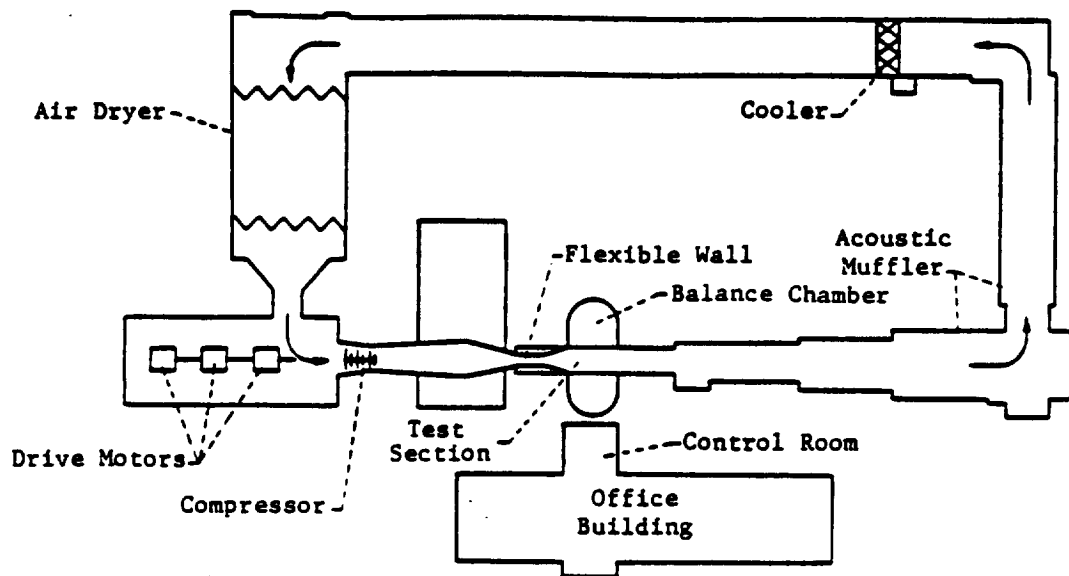 Air Dryer
Cooler
Acoustic
Muffler
Flexible Wall
Balance Chamber
Test
Section
Control Room
Drive Motors
Compressor
Office
Building